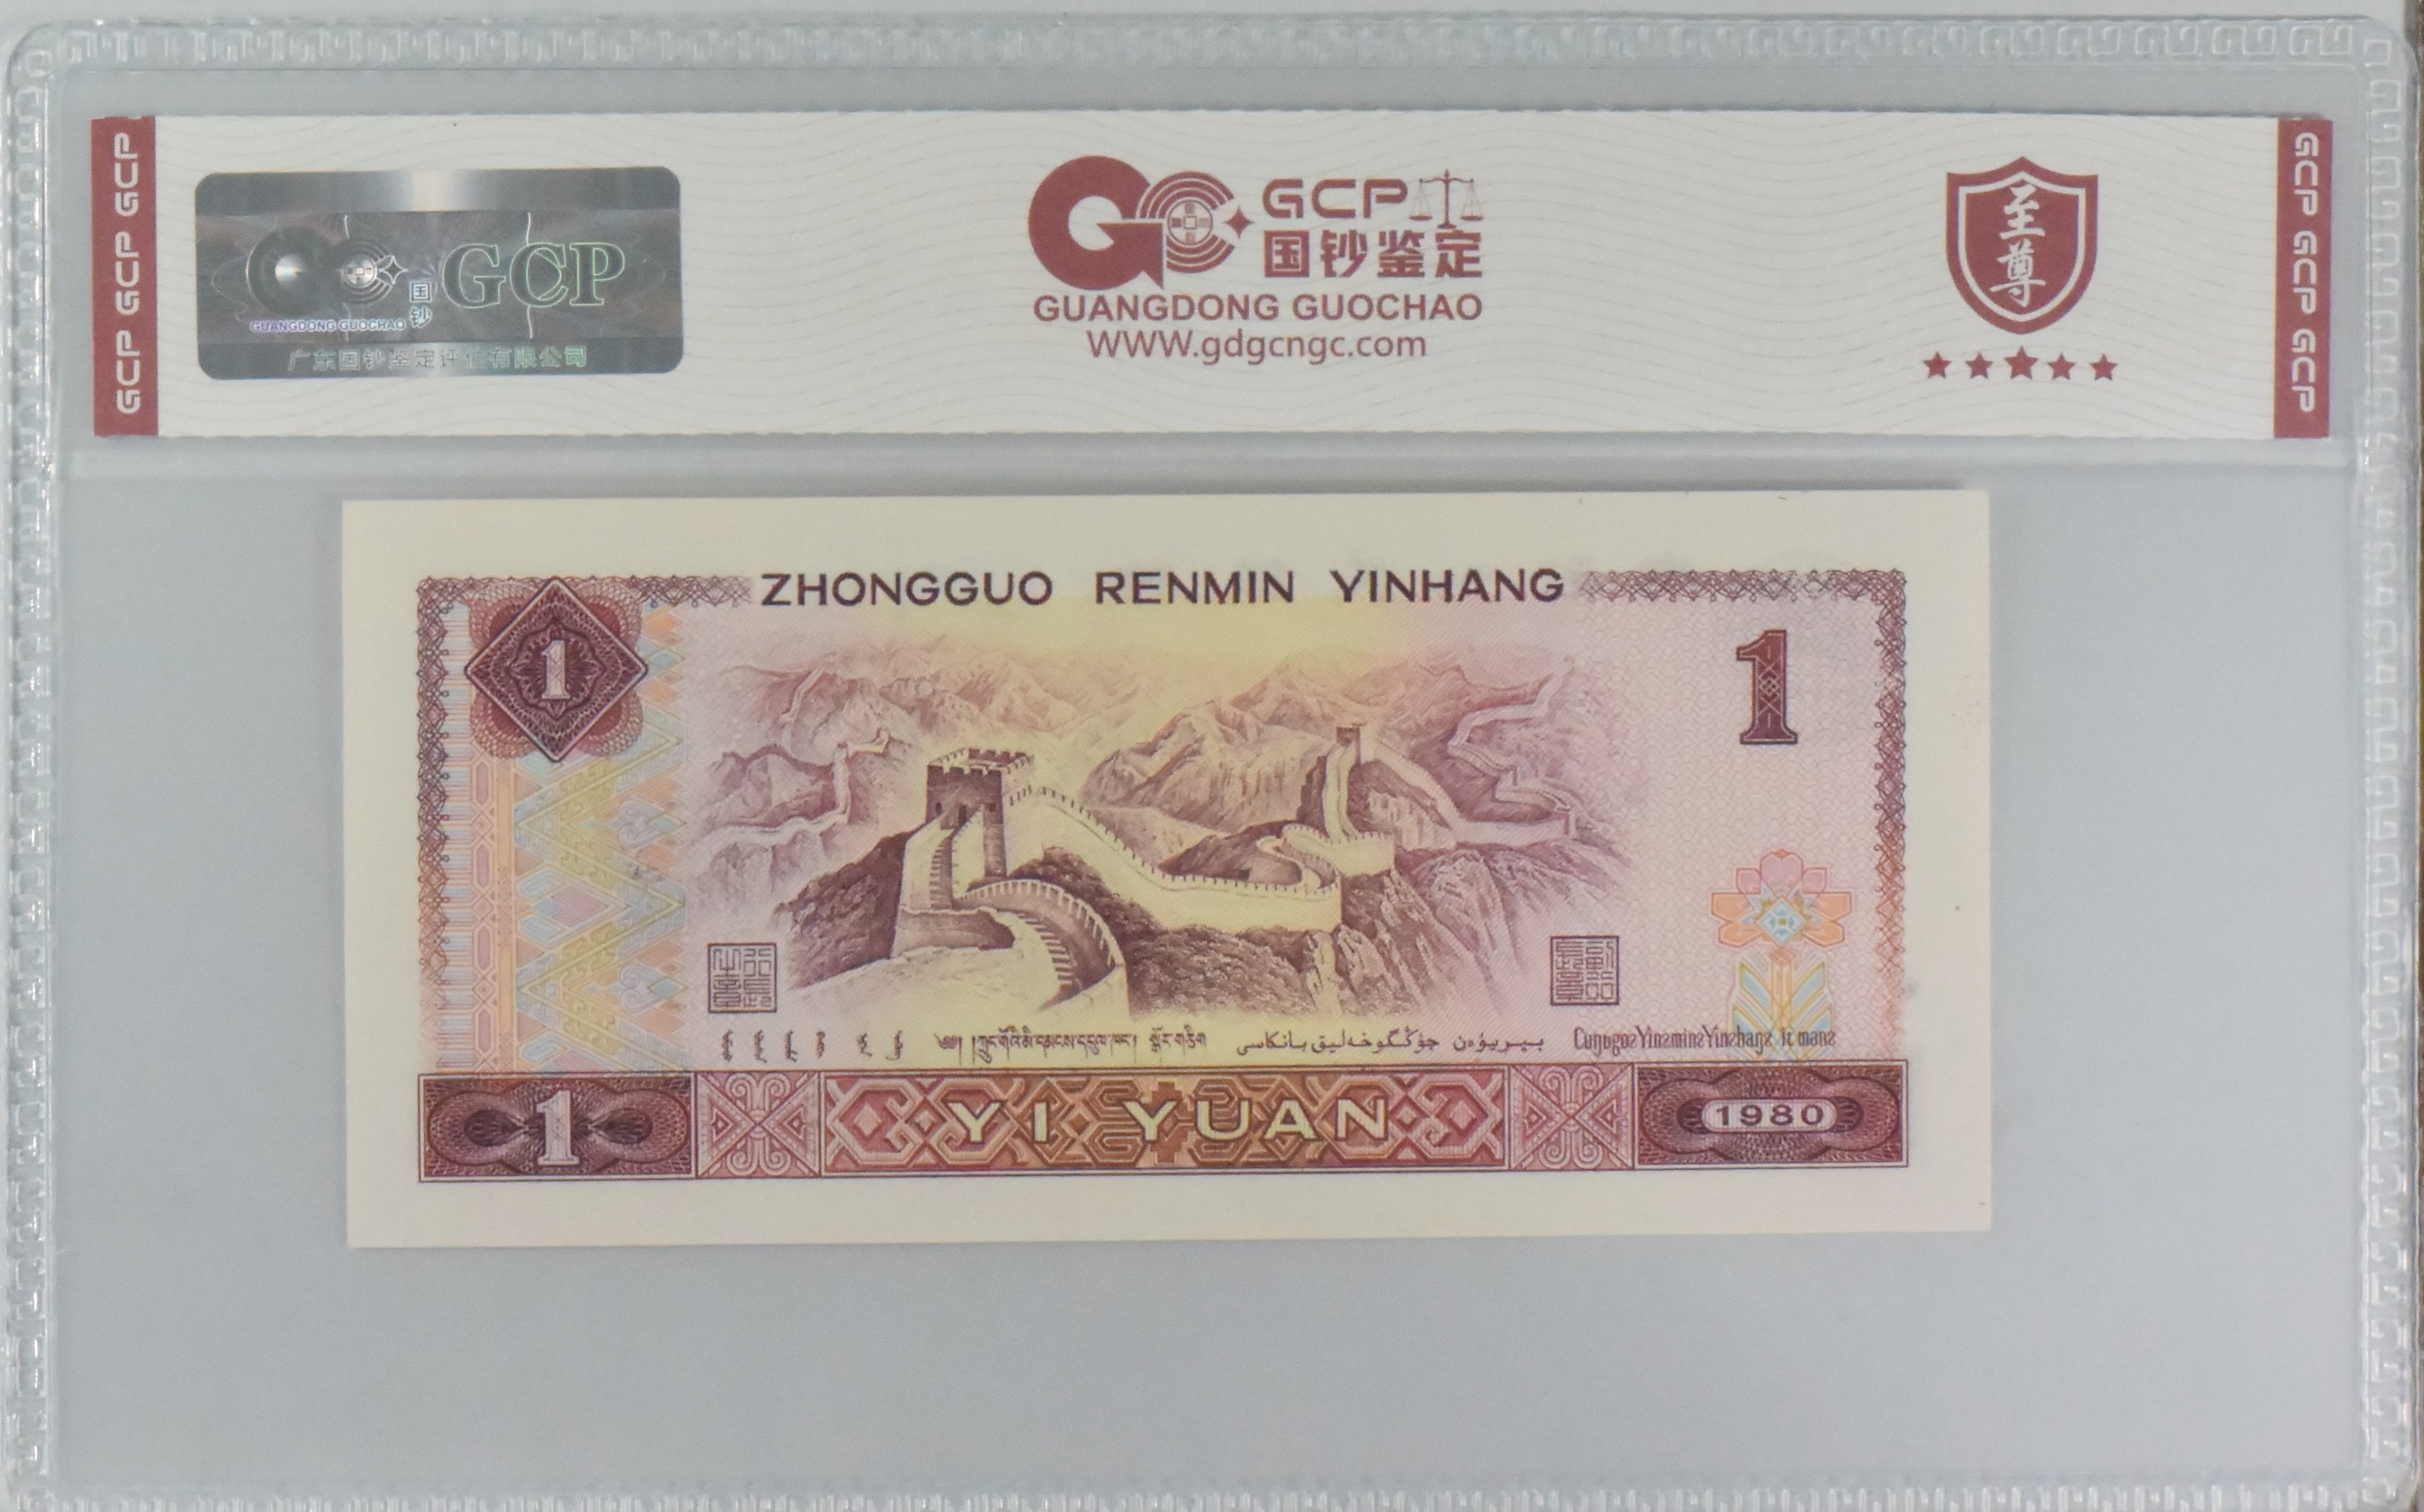 GCP GCP GCP
GCP
国钞
GUANGDONG GUOCHAO
广东国钞鉴定评估有限公司
GCP
国钞鉴定
GUANGDONG GUOCHAO
WWW.gdgcngc.com
至尊
GCP GCP GCP
ZHONGGUO RENMIN YINHANG
1
1
YI YUAN
1
1980